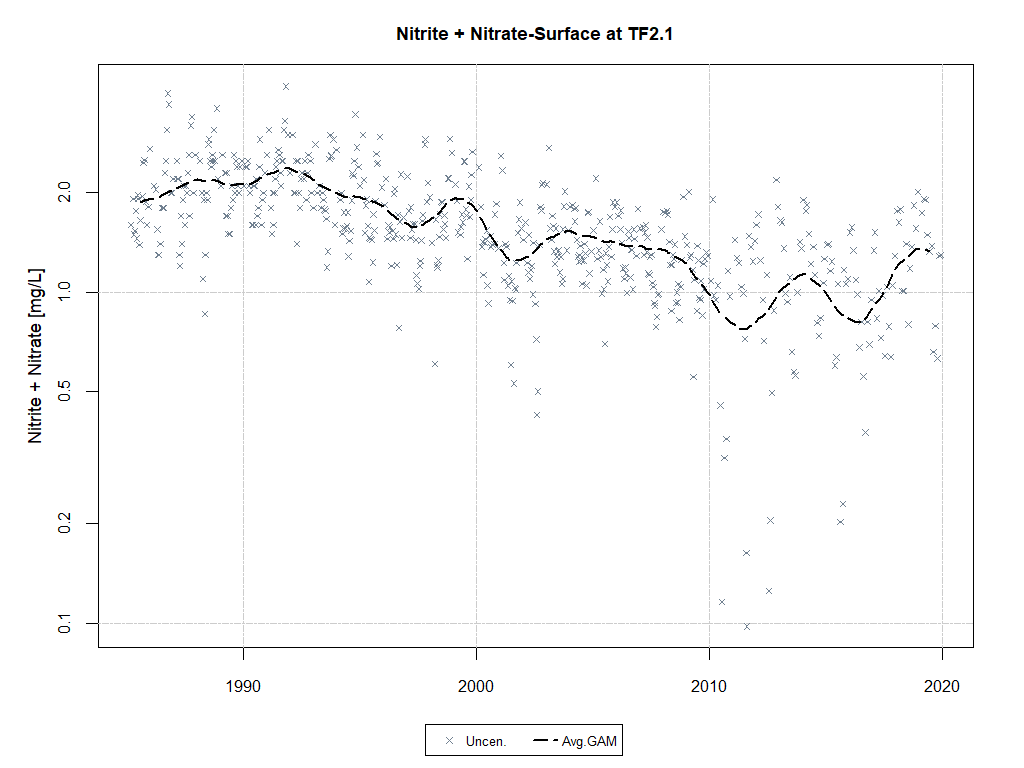 Nitrite + Nitrate-Surface at TF2.1
Nitrite + Nitrate [mg/L]
2.0
1.0
0.5
0.2
0.1
1990 2000 2010 2020
Uncen. Avg.GAM